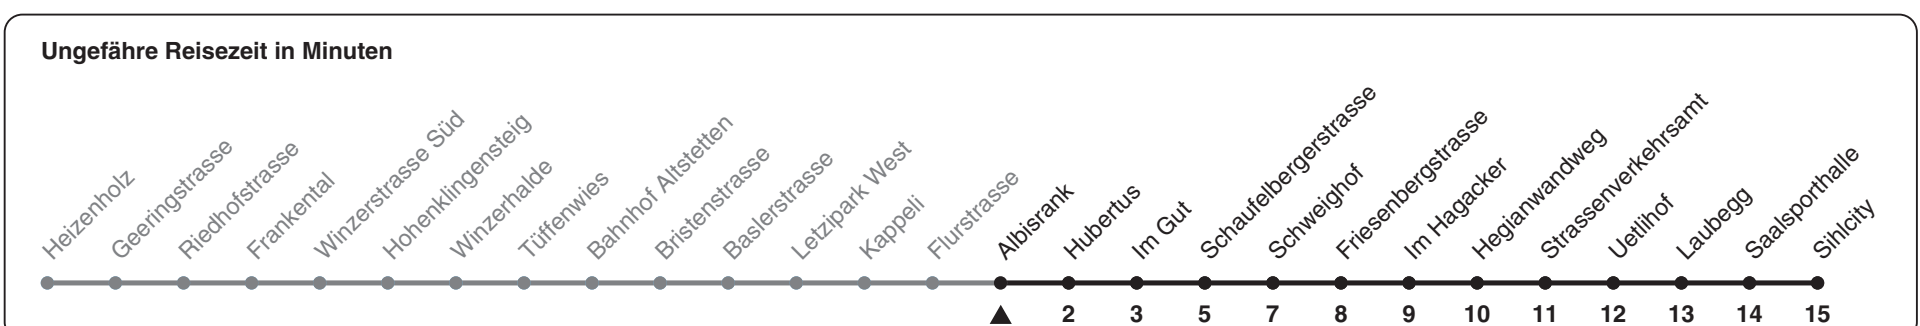 Ungefähre Reisezeit in Minuten
Heizenholz
Geeringstrasse
Riedhofstrasse
Frankental
Winzerstrasse Süd
Hohenklingensteig
Winzerhalde
Tüffenwies
Bahnhof Altstetten
Bristenstrasse
Baslerstrasse
Letzipark West
Kappeli
Flurstrasse
Albisrank
Hubertus
Im Gut
Schaufelbergerstrasse
Schweighof
Friesenbergstrasse
Im Hagacker
Hegianwandweg
Strassenverkehrsamt
Uetlihof
Laubegg
Saalsporthalle
Sihlcity
2 3 5 7 8 9 10 11 12 13 14 15